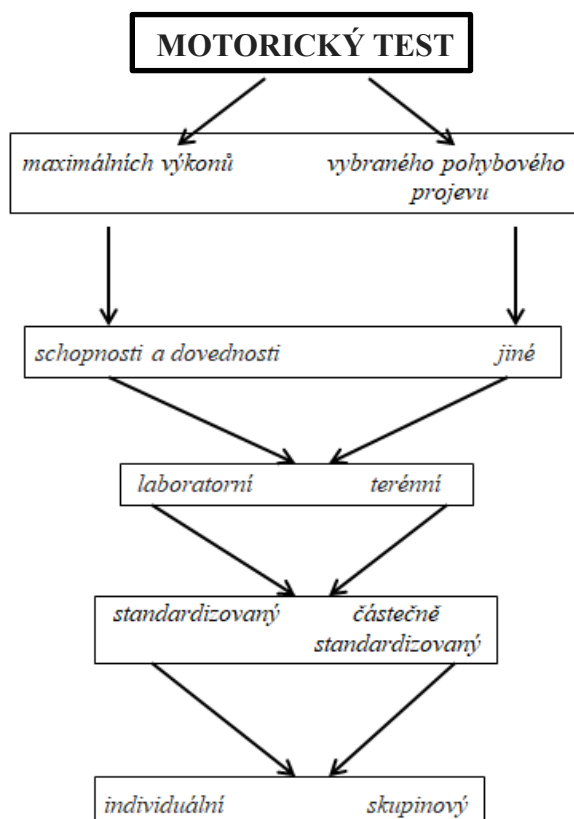 MOTORICKÝ TEST
maximálních výkonů vybraného pohybového
projevu
schopnosti a dovednosti jiné
laboratorní terénní
standardizovaný částečně
standardizovaný
individuální skupinový